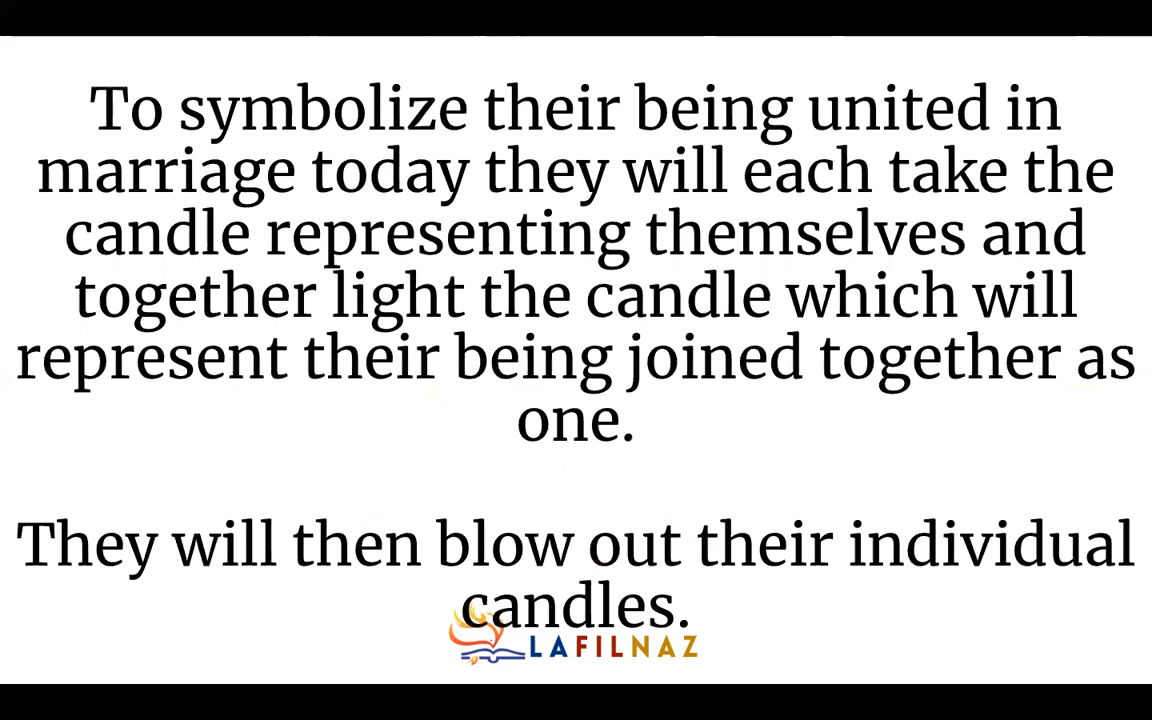 To symbolize their being united in
marriage today they will each take the
candle representing themselves and
together light the candle which will
represent their being joined together as
one.
They will then blow out their individual
candles.
LAFILNAZ